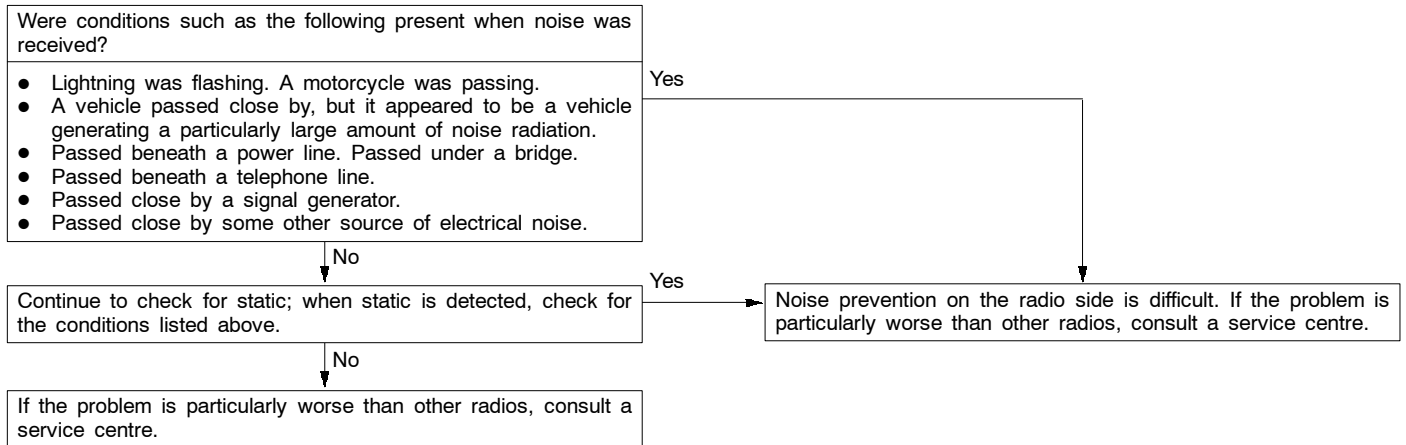 Were conditions such as the following present when noise was
received?
● Lightning was flashing. A motorcycle was passing.
● A vehicle passed close by, but it appeared to be a vehicle
generating a particularly large amount of noise radiation.
● Passed beneath a power line. Passed under a bridge.
● Passed beneath a telephone line.
● Passed close by a signal generator.
● Passed close by some other source of electrical noise.
Yes
No
Continue to check for static; when static is detected, check for
the conditions listed above.
Yes
Noise prevention on the radio side is difficult. If the problem is
particularly worse than other radios, consult a service centre.
No
If the problem is particularly worse than other radios, consult a
service centre.